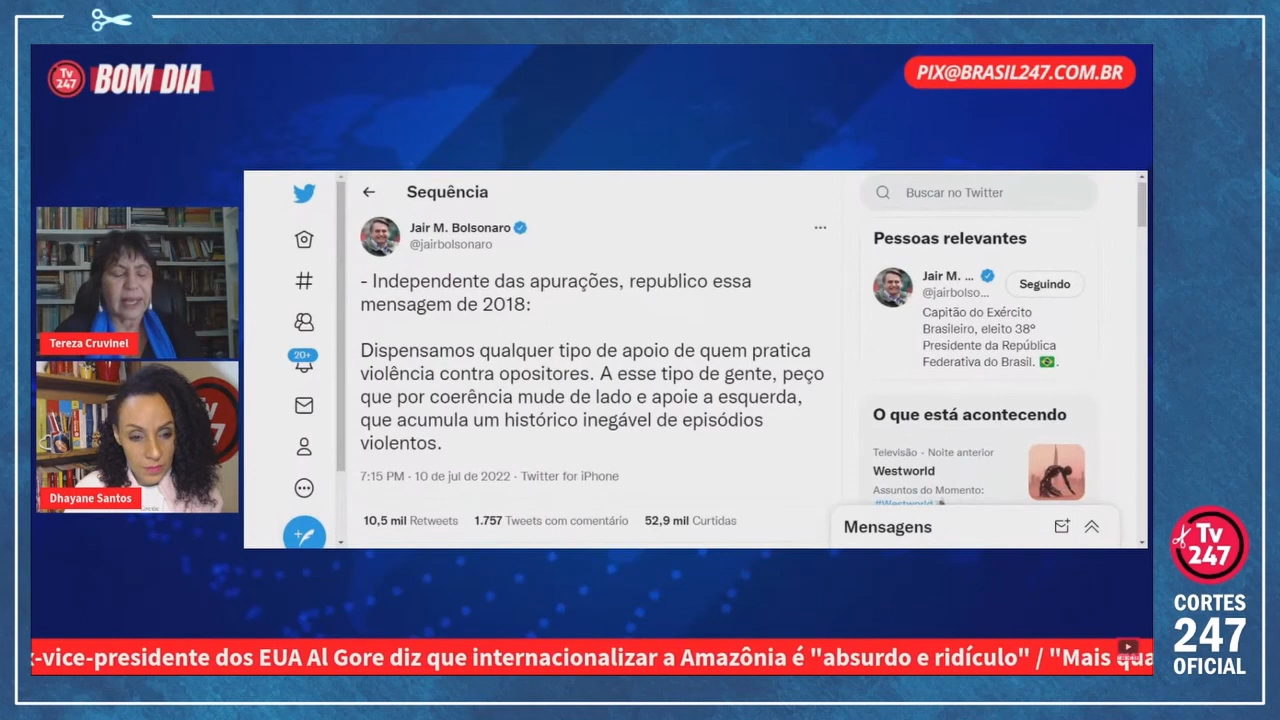 Tv
247
BOM DIA
PIX@BRASIL247.COM.BR
Tereza Cruvinel
Dhayane Santos
Tv
7
20+
Sequência
Jair M. Bolsonaro
@jairbolsonaro
- Independente das apurações, republico essa
mensagem de 2018:
Dispensamos qualquer tipo de apoio de quem pratica
violência contra opositores. A esse tipo de gente, peço
que por coerência mude de lado e apoie a esquerda,
que acumula um histórico inegável de episódios
violentos.
7:15 PM · 10 de jul de 2022 · Twitter for iPhone
10,5 mil Retweets 1.757 Tweets com comentário 52,9 mil Curtidas
Buscar no Twitter
Pessoas relevantes
Jair M. ...
@jairbolso...
Seguindo
Capitão do Exército
Brasileiro, eleito 38º
Presidente da República
Federativa do Brasil. 🇧🇷.
O que está acontecendo
Televisão · Noite anterior
Westworld
Assuntos do Momento:
#Westworld
Mensagens
-vice-presidente dos EUA Al Gore diz que internacionalizar a Amazônia é "absurdo e ridículo" / "Mais qua
Tv
247
CORTES
247
OFICIAL